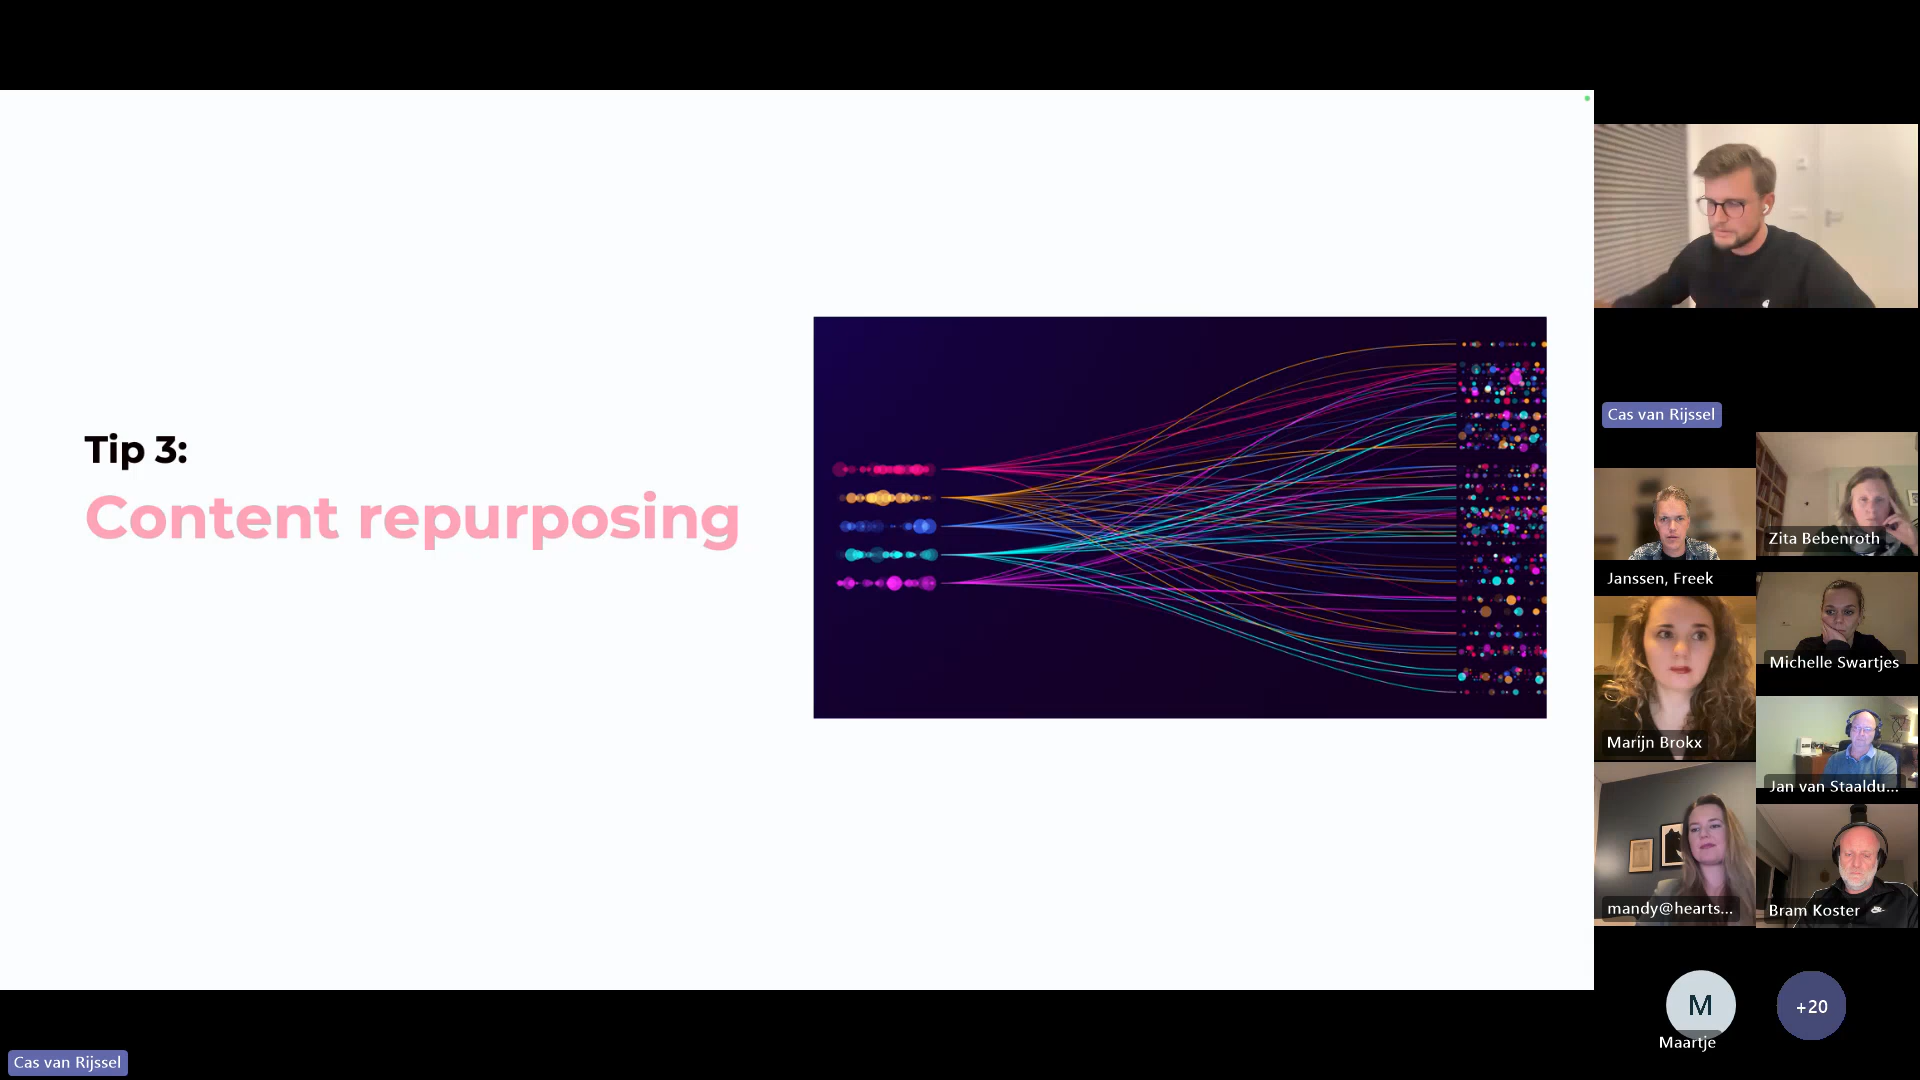 Tip 3:
Content repurposing
Cas van Rijssel
Janssen, Freek
Zita Bebenroth
Marijn Brokx
Michelle Swartjes
Jan van Staaldu...
mandy@hearts...
Bram Koster
M
Maartje
+20
Cas van Rijssel